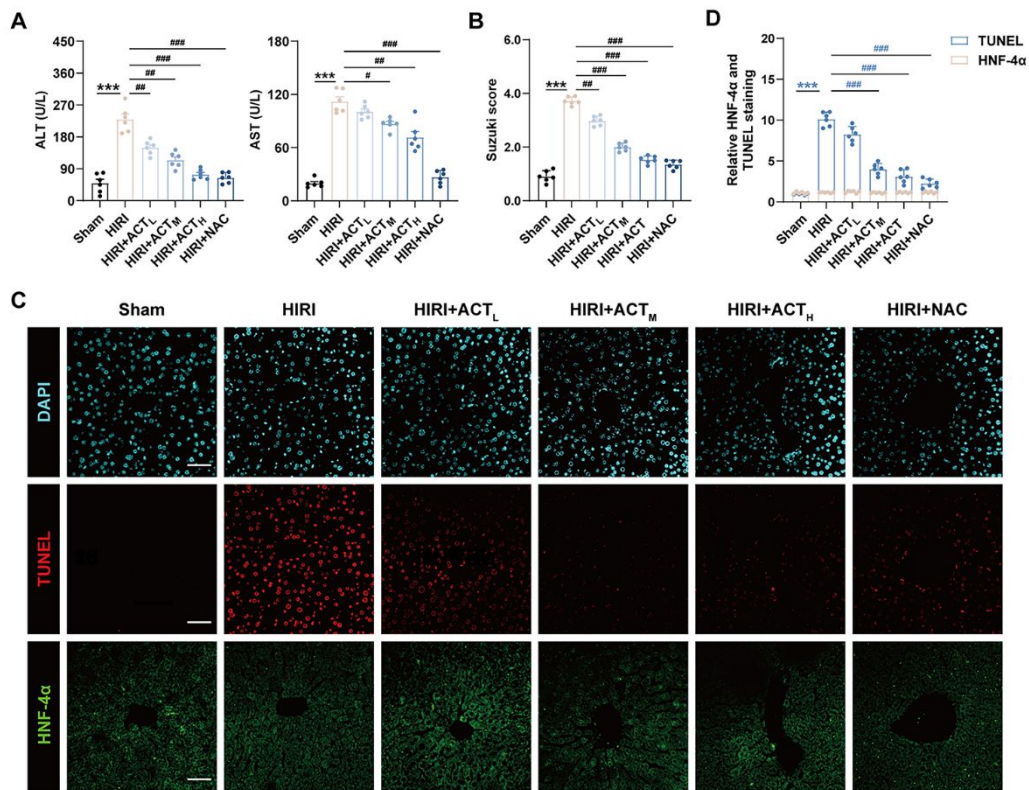 A
ALT (U/L)
450
360
270
180
90
0
***
##
##
###
###
Sham
HIRI
HIRI+ACTL
HIRI+ACTM
HIRI+ACTH
HIRI+NAC
AST (U/L)
180
120
60
0
***
#
##
###
Sham
HIRI
HIRI+ACTL
HIRI+ACTM
HIRI+ACTH
HIRI+NAC
B
Suzuki score
6.0
4.0
2.0
0.0
***
##
###
###
###
Sham
HIRI
HIRI+ACTL
HIRI+ACTM
HIRI+ACT
HIRI+NAC
D
Relative HNF-4α and
TUNEL staining
20
15
10
5
0
***
###
###
###
TUNEL
HNF-4α
Sham
HIRI
HIRI+ACTL
HIRI+ACTM
HIRI+ACT
HIRI+NAC
C
Sham
HIRI
HIRI+ACTL
HIRI+ACTM
HIRI+ACTH
HIRI+NAC
DAPI
TUNEL
HNF-4α